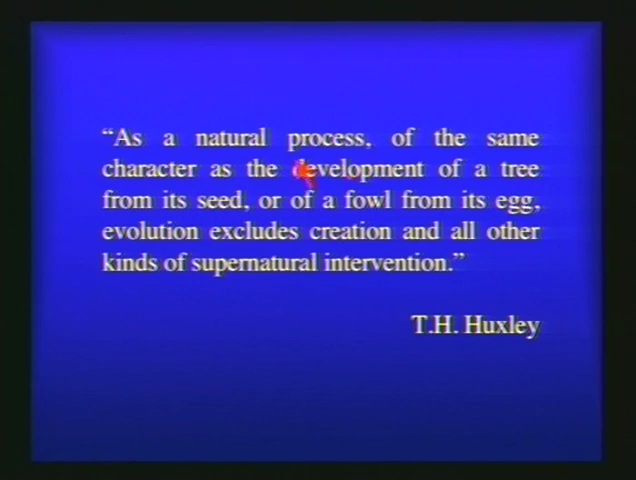 “As a natural process, of the same
character as the development of a tree
from its seed, or of a fowl from its egg,
evolution excludes creation and all other
kinds of supernatural intervention.”
T.H. Huxley